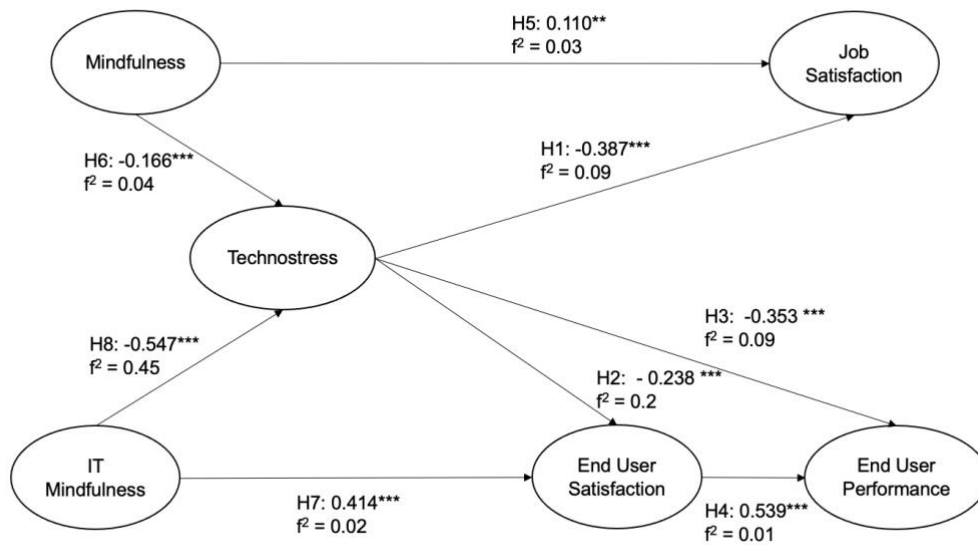 Mindfulness
H5: 0.110**
f² = 0.03
Job
Satisfaction
H6: -0.166***
f² = 0.04
H1: -0.387***
f² = 0.09
Technostress
H8: -0.547***
f² = 0.45
H3:  -0.353 ***
f² = 0.09
H2:  - 0.238 ***
f² = 0.2
IT
Mindfulness
H7: 0.414***
f² = 0.02
End User
Satisfaction
H4: 0.539***
f² = 0.01
End User
Performance